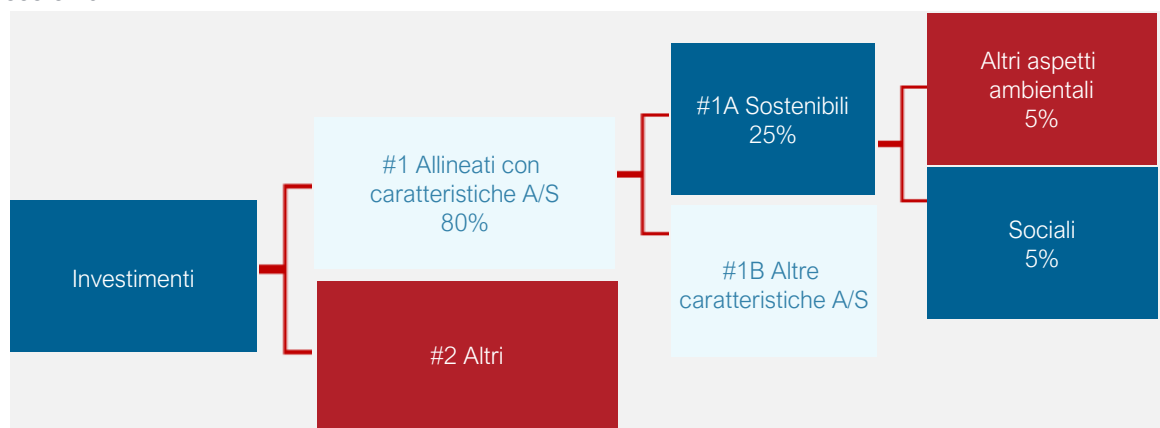 Investimenti
#1 Allineati con
caratteristiche A/S
80%
#2 Altri
#1A Sostenibili
25%
#1B Altre
caratteristiche A/S
Altri aspetti
ambientali
5%
Sociali
5%